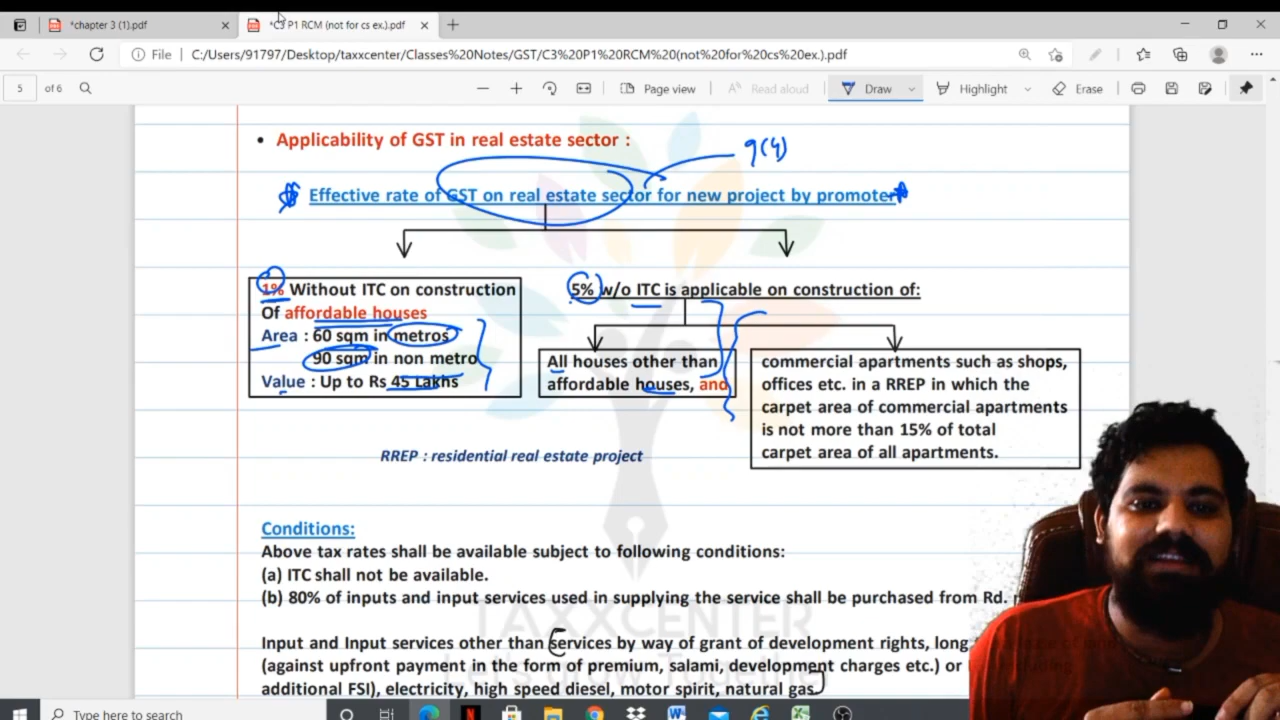 *chapter 3 (1).pdf
*C3 P1 RCM (not for cs ex.).pdf
File
C:/Users/91797/Desktop/taxxcenter/Classes%20Notes/GST/C3%20P1%20RCM%20(not%20for%20cs%20ex.).pdf
5 of 6
Page view
Read aloud
Draw
Highlight
Erase
• Applicability of GST in real estate sector :
9(4)
Effective rate of GST on real estate sector for new project by promoter
1% Without ITC on construction
Of affordable houses
Area : 60 sqm in metros
90 sqm in non metro
Value : Up to Rs 45 Lakhs
5% w/o ITC is applicable on construction of:
All houses other than
affordable houses, and
commercial apartments such as shops,
offices etc. in a RREP in which the
carpet area of commercial apartments
is not more than 15% of total
carpet area of all apartments.
RREP : residential real estate project
Conditions:
Above tax rates shall be available subject to following conditions:
(a) ITC shall not be available.
(b) 80% of inputs and input services used in supplying the service shall be purchased from Rd.
TAXXCENTER
Input and Input services other than services by way of grant of development rights, long
Let's grow Together
(against upfront payment in the form of premium, salami, development charges etc.) or
additional FSI), electricity, high speed diesel, motor spirit, natural gas
Type here to search